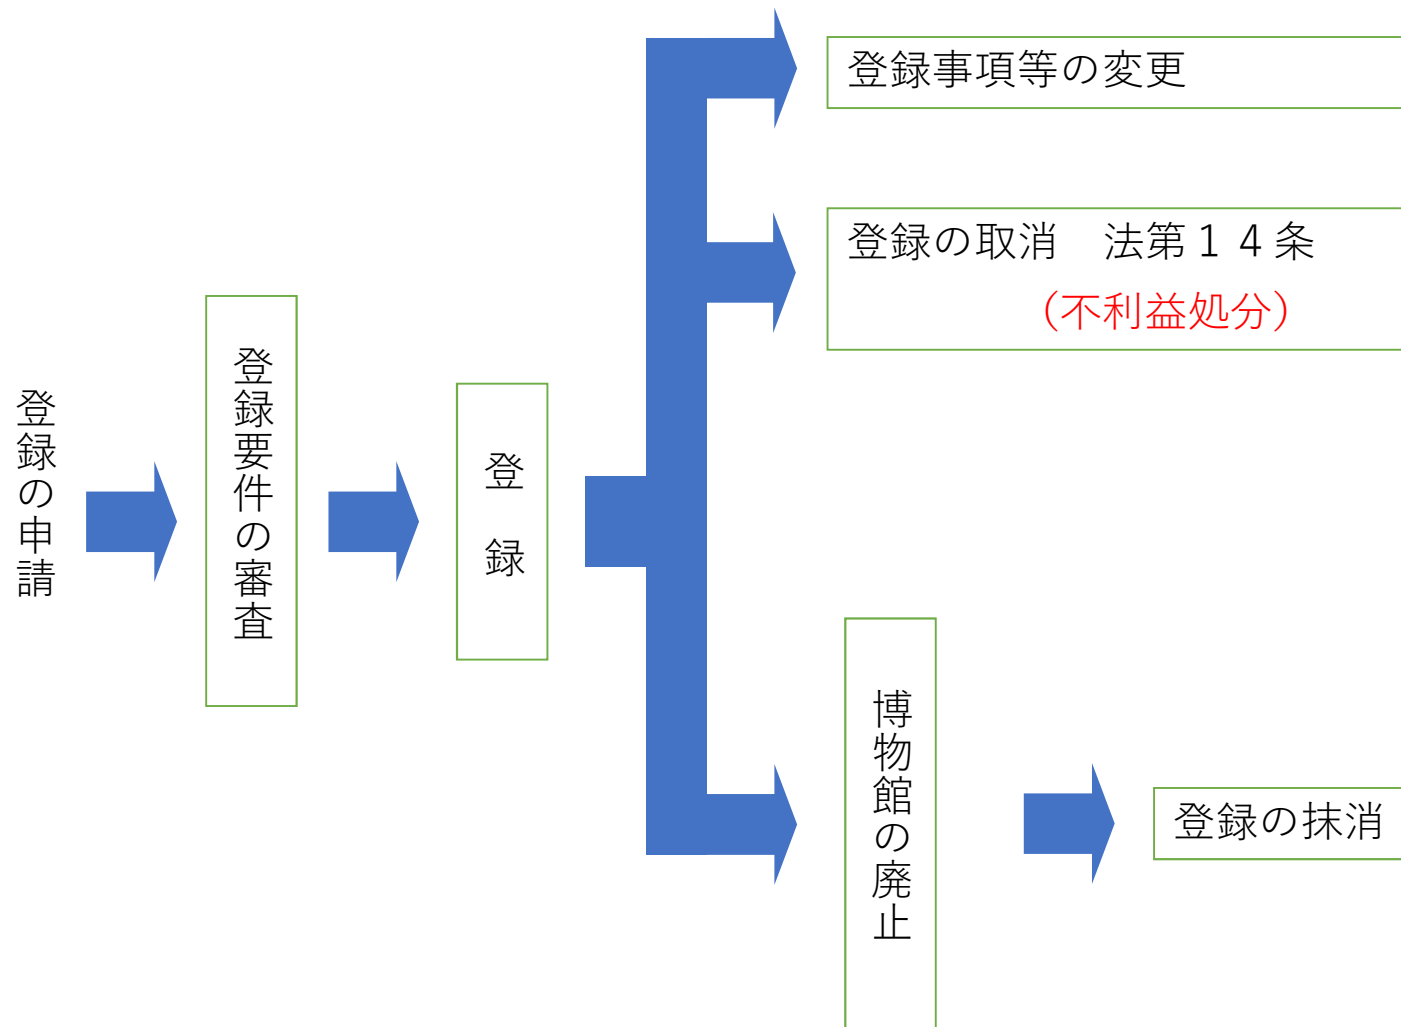 登録の申請
登録要件の審査
登　録
登録事項等の変更
登録の取消　法第１４条
（不利益処分）
博物館の廃止
登録の抹消